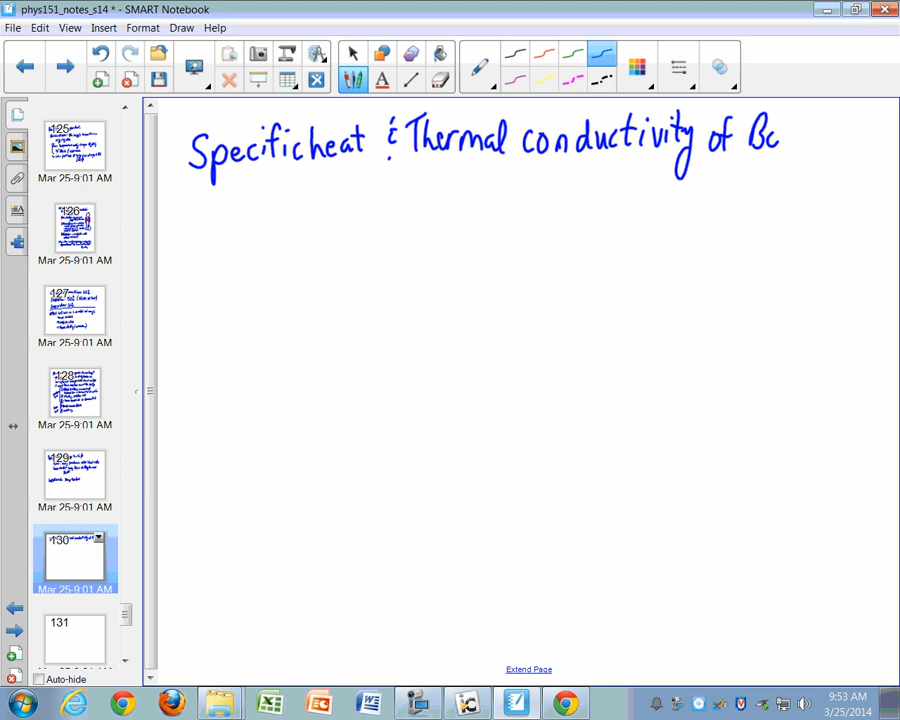 phys151_notes_s14 * - SMART Notebook
File Edit View Insert Format Draw Help
Specific heat & Thermal conductivity of Bo
125
Mar 25-9:01 AM
126
Mar 25-9:01 AM
127
Mar 25-9:01 AM
128
Mar 25-9:01 AM
129
Mar 25-9:01 AM
130
Mar 25-9:01 AM
131
Auto-hide
Extend Page
9:53 AM
3/25/2014